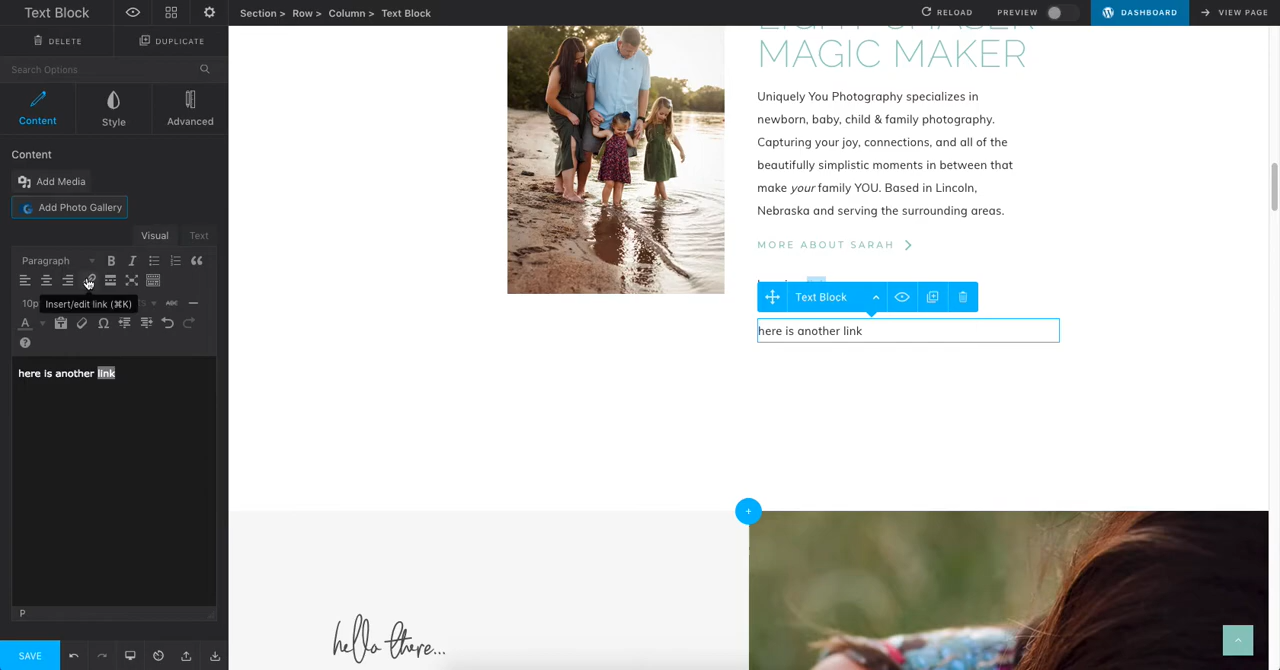 Text Block
Section > Row > Column > Text Block
RELOAD
PREVIEW
DASHBOARD
VIEW PAGE
DELETE
DUPLICATE
Search Options
Content
Style
Advanced
Content
Add Media
Add Photo Gallery
Visual
Text
Paragraph
B
I
10p
Insert/edit link (⌘K)
ABC
A
here is another link
P
SAVE
MAGIC MAKER
Uniquely You Photography specializes in
newborn, baby, child & family photography.
Capturing your joy, connections, and all of the
beautifully simplistic moments in between that
make your family YOU. Based in Lincoln,
Nebraska and serving the surrounding areas.
MORE ABOUT SARAH
Text Block
here is another link
hello there...